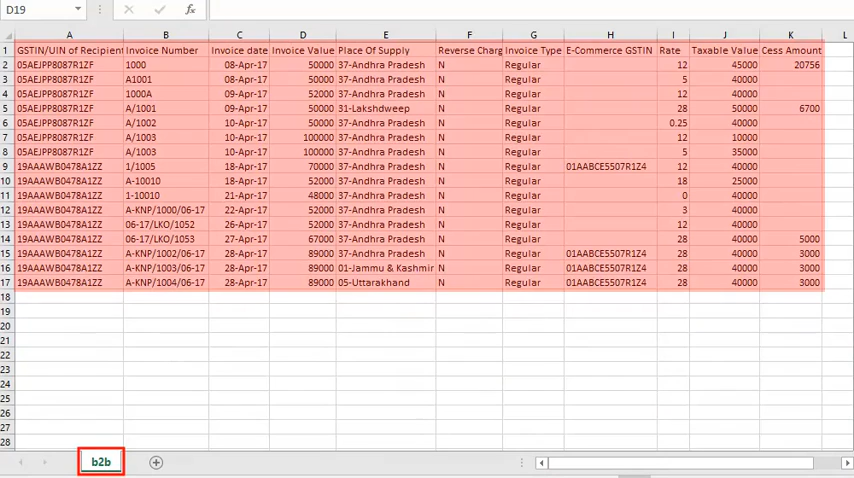 D19
fx
A B C D E F G H I J K L
1 GSTIN/UIN of Recipient Invoice Number Invoice date Invoice Value Place Of Supply Reverse Charg Invoice Type E-Commerce GSTIN Rate Taxable Value Cess Amount
2 05AEJPP8087R1ZF 1000 08-Apr-17 50000 37-Andhra Pradesh N Regular 12 45000 20756
3 05AEJPP8087R1ZF A1001 08-Apr-17 50000 37-Andhra Pradesh N Regular 5 40000
4 05AEJPP8087R1ZF 1000A 09-Apr-17 52000 37-Andhra Pradesh N Regular 12 40000
5 05AEJPP8087R1ZF A/1001 09-Apr-17 50000 31-Lakshdweep N Regular 28 50000 6700
6 05AEJPP8087R1ZF A/1002 10-Apr-17 50000 37-Andhra Pradesh N Regular 0.25 40000
7 05AEJPP8087R1ZF A/1003 10-Apr-17 100000 37-Andhra Pradesh N Regular 12 10000
8 05AEJPP8087R1ZF A/1003 10-Apr-17 100000 37-Andhra Pradesh N Regular 5 35000
9 19AAAWB0478A1ZZ 1/1005 18-Apr-17 70000 37-Andhra Pradesh N Regular 01AABCE5507R1Z4 12 40000
10 19AAAWB0478A1ZZ A-10010 18-Apr-17 52000 37-Andhra Pradesh N Regular 18 25000
11 19AAAWB0478A1ZZ 1-10010 21-Apr-17 48000 37-Andhra Pradesh N Regular 0 40000
12 19AAAWB0478A1ZZ A-KNP/1000/06-17 22-Apr-17 52000 37-Andhra Pradesh N Regular 3 40000
13 19AAAWB0478A1ZZ 06-17/LKO/1052 26-Apr-17 52000 37-Andhra Pradesh N Regular 12 40000
14 19AAAWB0478A1ZZ 06-17/LKO/1053 27-Apr-17 67000 37-Andhra Pradesh N Regular 28 40000 5000
15 19AAAWB0478A1ZZ A-KNP/1002/06-17 28-Apr-17 89000 37-Andhra Pradesh N Regular 01AABCE5507R1Z4 28 40000 3000
16 19AAAWB0478A1ZZ A-KNP/1003/06-17 28-Apr-17 89000 01-Jammu & Kashmir N Regular 01AABCE5507R1Z4 28 40000 3000
17 19AAAWB0478A1ZZ A-KNP/1004/06-17 28-Apr-17 89000 05-Uttarakhand N Regular 01AABCE5507R1Z4 28 40000 3000
18
19
20
21
22
23
24
25
26
27
28
b2b